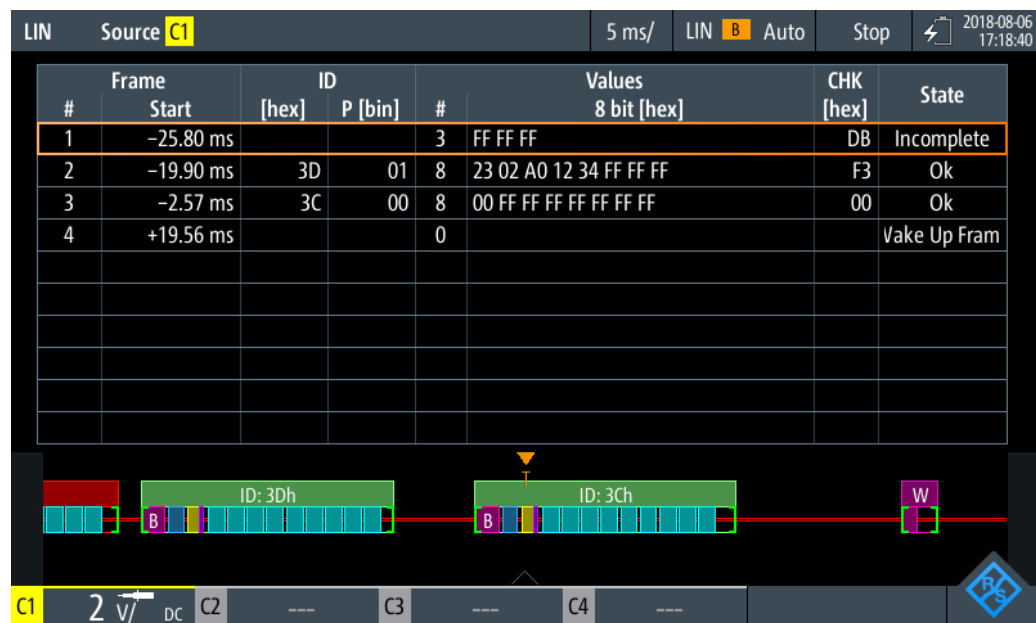 LIN Source C1 5 ms/ LIN B Auto Stop 2018-08-06
17:18:40
Frame ID Values CHK State
# Start [hex] P [bin] # 8 bit [hex] [hex]
1 −25.80 ms 3 FF FF FF DB Incomplete
2 −19.90 ms 3D 01 8 23 02 A0 12 34 FF FF FF F3 Ok
3 −2.57 ms 3C 00 8 00 FF FF FF FF FF FF FF 00 Ok
4 +19.56 ms 0 Wake Up Fram
T
ID: 3Dh ID: 3Ch W
B B
C1 2 V/ DC C2 --- C3 --- C4 ---
R/S